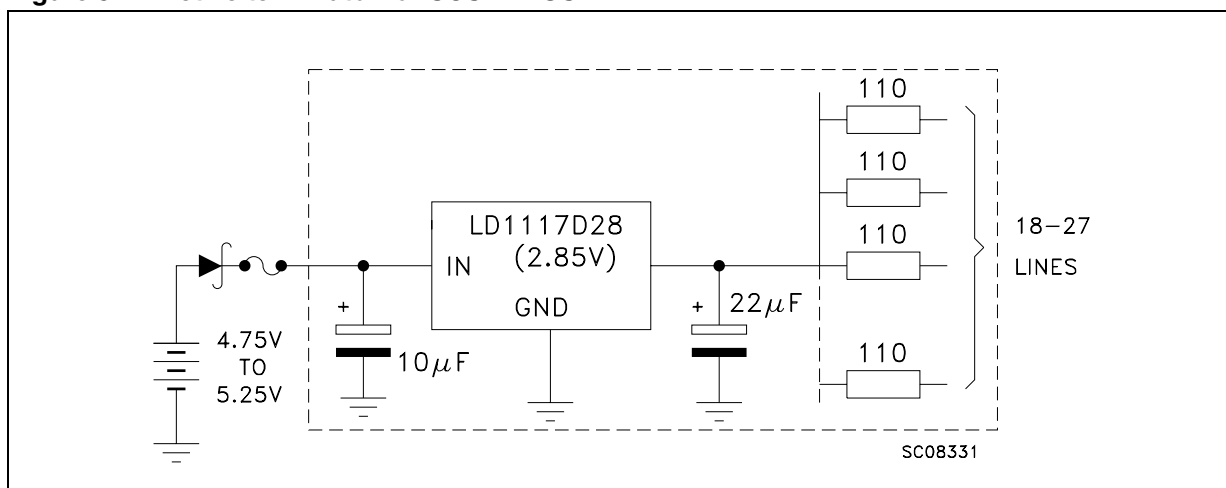 110
110
LD1117D28
(2.85V)
110
18-27
LINES
IN
GND
+
10μF
+
22μF
4.75V
TO
5.25V
110
SC08331